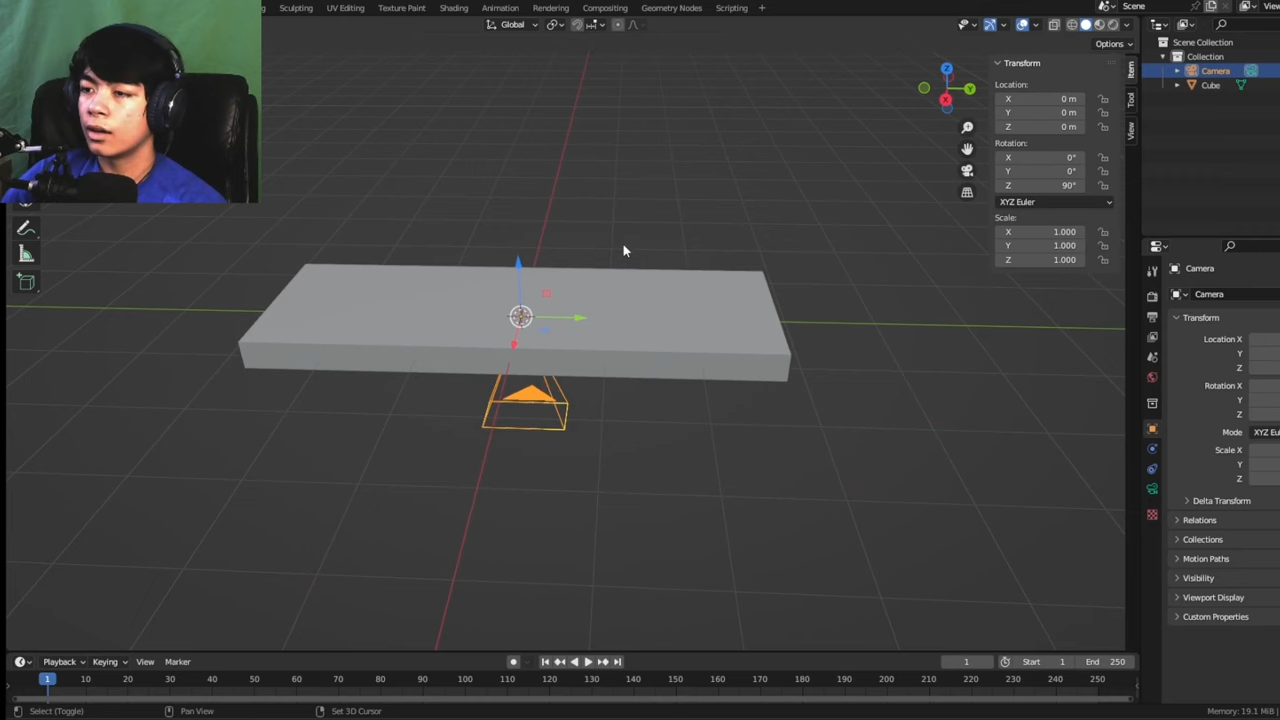 Sculpting UV Editing Texture Paint Shading Animation Rendering Compositing Geometry Nodes Scripting + Scene
Global
Options
Scene Collection
Collection
Camera
Cube
Transform
Location:
X 0 m
Y 0 m
Z 0 m
Rotation:
X 0°
Y 0°
Z 90°
XYZ Euler
Scale:
X 1.000
Y 1.000
Z 1.000
Item
Tool
View
Z
Y
X
Camera
Camera
Transform
Location X
Y
Z
Rotation X
Y
Z
Mode XYZ Eu
Scale X
Y
Z
Delta Transform
Relations
Collections
Motion Paths
Visibility
Viewport Display
Custom Properties
Playback Keying View Marker 1 Start 1 End 250
1 10 20 30 40 50 60 70 80 90 100 110 120 130 140 150 160 170 180 190 200 210 220 230 240 250
Select (Toggle) Pan View Set 3D Cursor Memory: 19.1 MiB